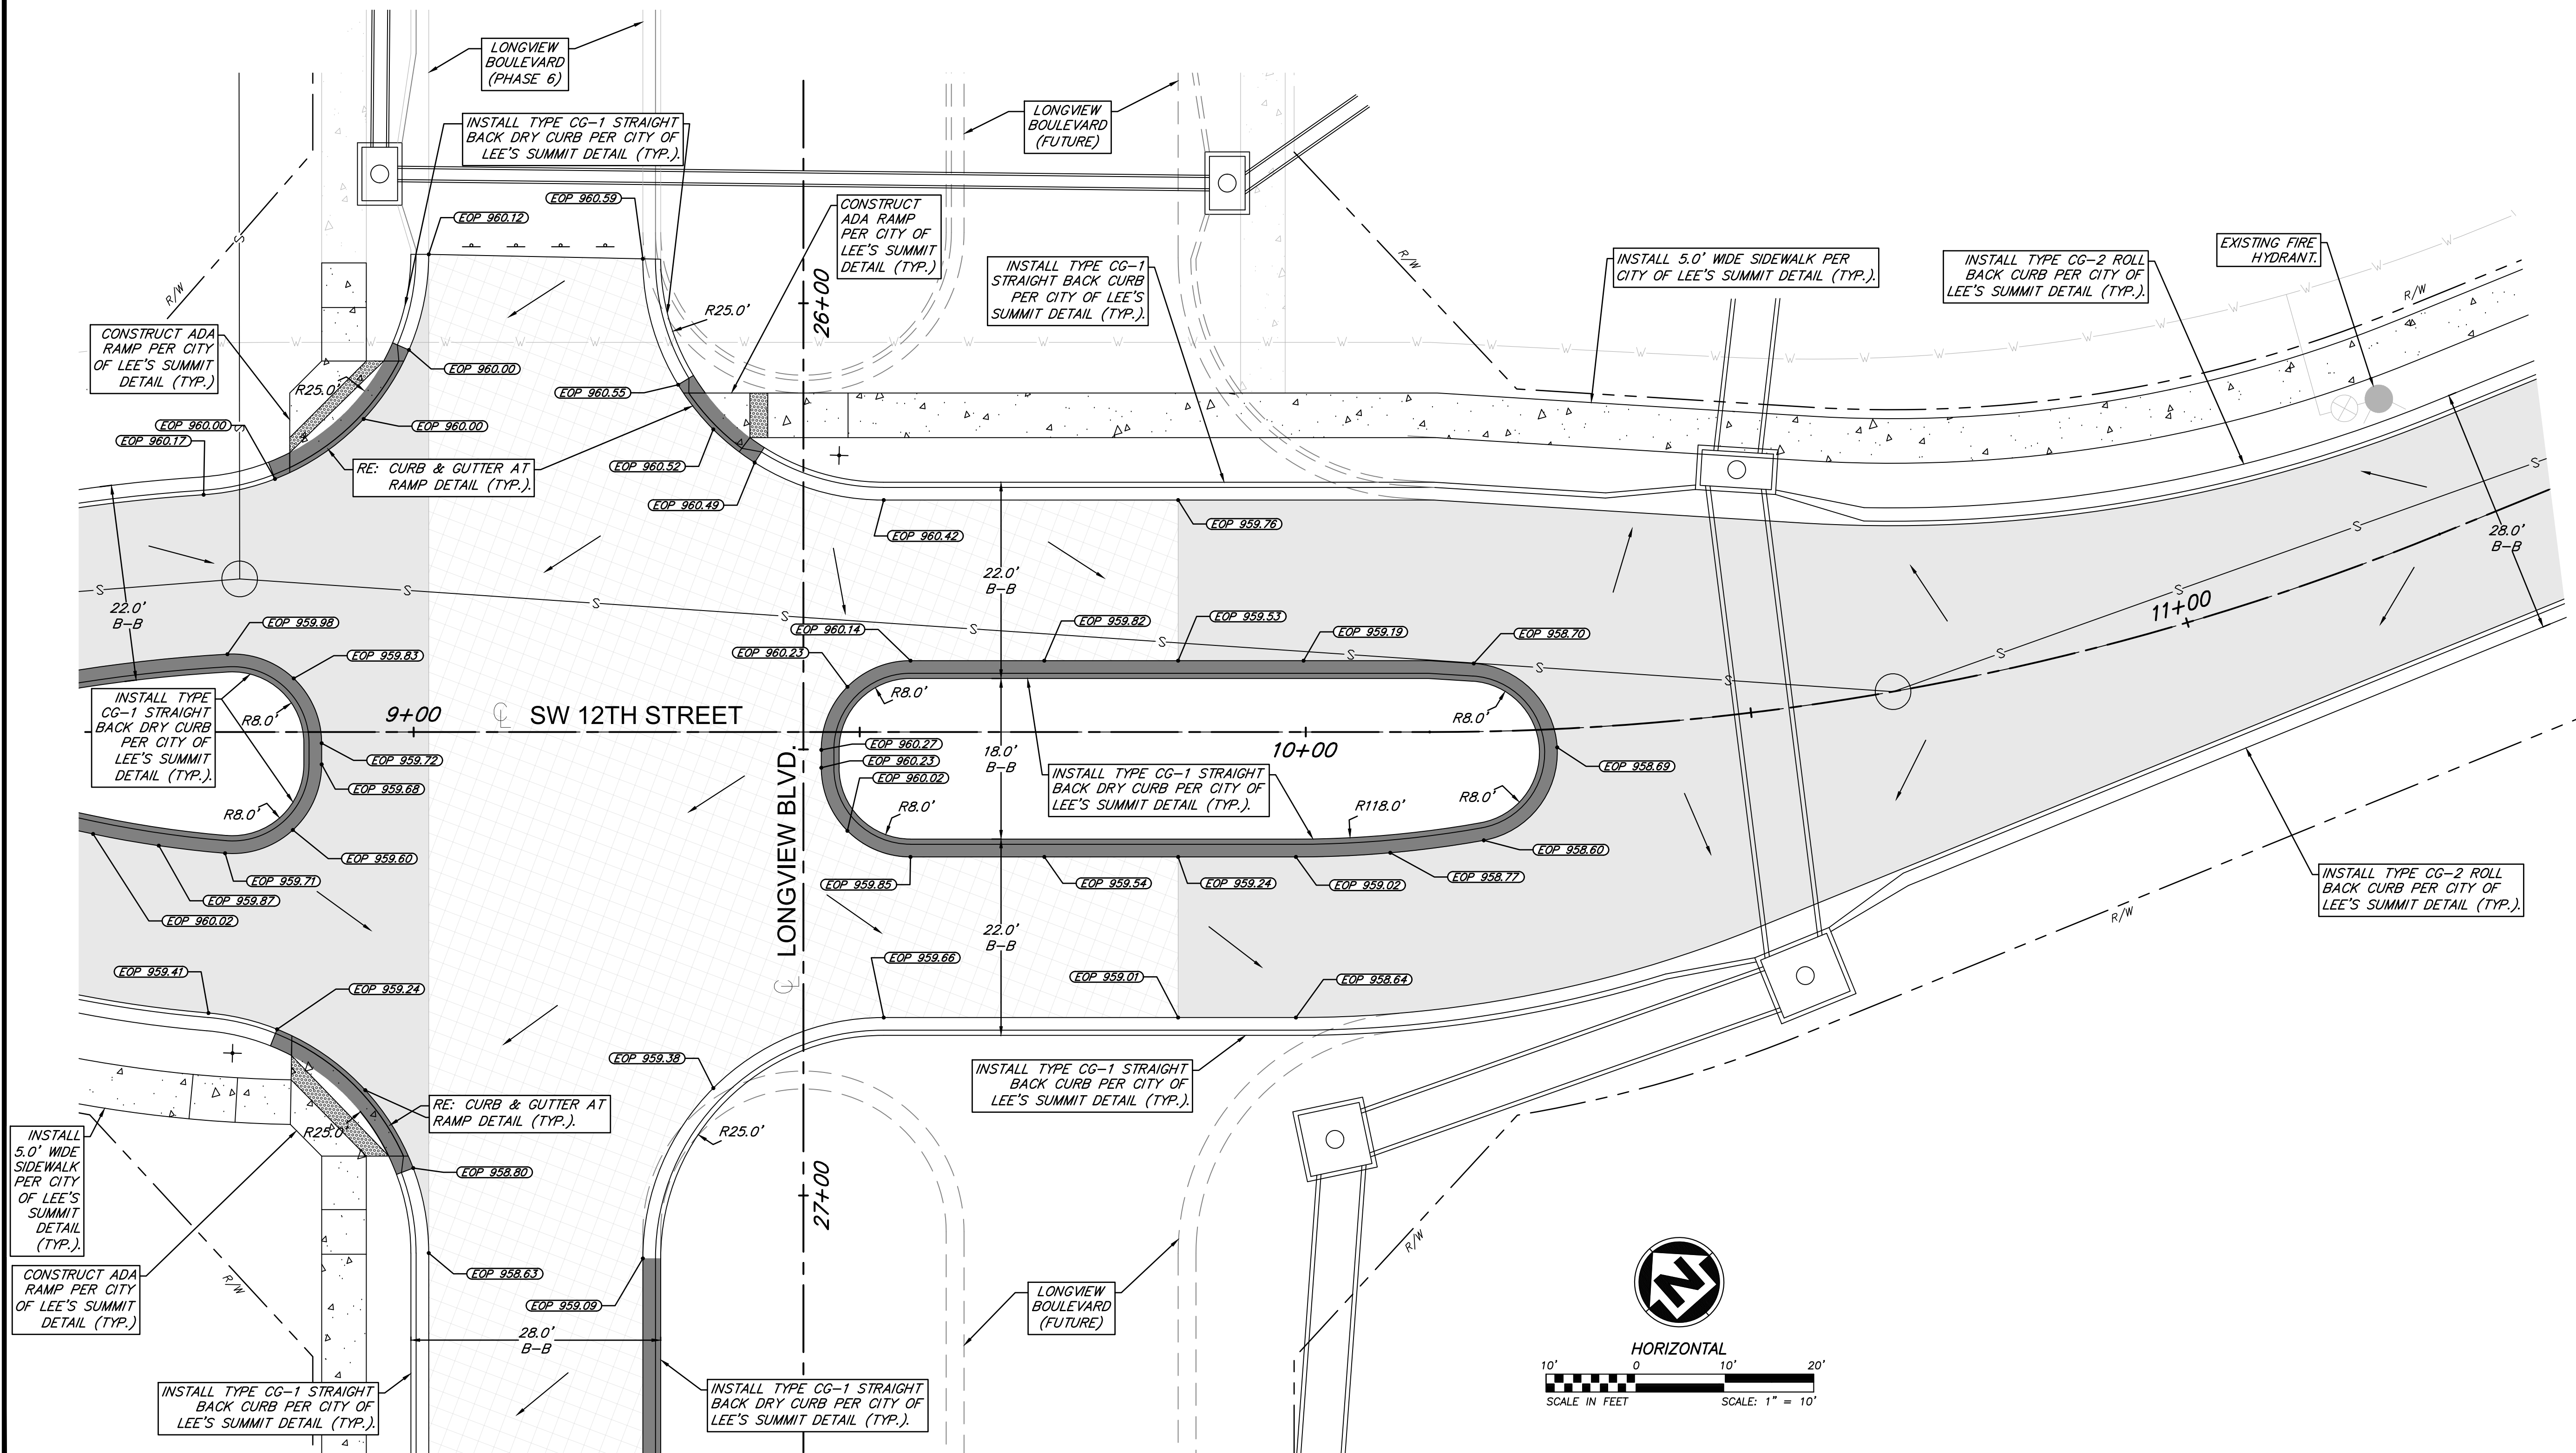 LONGVIEW
BOULEVARD
(PHASE 6)
INSTALL TYPE CG-1 STRAIGHT
BACK DRY CURB PER CITY OF
LEE'S SUMMIT DETAIL (TYP.).
LONGVIEW
BOULEVARD
(FUTURE)
EOP 960.59
EOP 960.12
CONSTRUCT
ADA RAMP
PER CITY OF
LEE'S SUMMIT
DETAIL (TYP.)
INSTALL TYPE CG-1
STRAIGHT BACK CURB
PER CITY OF LEE'S
SUMMIT DETAIL (TYP.).
INSTALL 5.0' WIDE SIDEWALK PER
CITY OF LEE'S SUMMIT DETAIL (TYP.).
INSTALL TYPE CG-2 ROLL
BACK CURB PER CITY OF
LEE'S SUMMIT DETAIL (TYP.).
EXISTING FIRE
HYDRANT.
S
R/W
R/W
R/W
26+00
R25.0'
CONSTRUCT ADA
RAMP PER CITY
OF LEE'S SUMMIT
DETAIL (TYP.)
W W W W W W W W W W W W W W W W W W W W
EOP 960.00
R25.0'
EOP 960.55
EOP 960.00
EOP 960.00
EOP 960.17
S
RE: CURB & GUTTER AT
RAMP DETAIL (TYP.).
EOP 960.52
EOP 960.49
EOP 960.42
EOP 959.76
28.0'
B-B
S S S S S S S S S S S S S S
22.0'
B-B
22.0'
B-B
11+00
EOP 959.98
EOP 959.83
EOP 960.14
EOP 959.82
EOP 959.53
EOP 959.19
EOP 958.70
EOP 960.23
INSTALL TYPE
CG-1 STRAIGHT
BACK DRY CURB
PER CITY OF
LEE'S SUMMIT
DETAIL (TYP.).
R8.0'
R8.0'
R8.0'
9+00
CL SW 12TH STREET
EOP 959.72
EOP 959.68
EOP 960.27
EOP 960.23
EOP 960.02
18.0'
B-B
10+00
EOP 958.69
INSTALL TYPE CG-1 STRAIGHT
BACK DRY CURB PER CITY OF
LEE'S SUMMIT DETAIL (TYP.).
R8.0'
R8.0'
R118.0'
R8.0'
CL LONGVIEW BLVD.
EOP 959.60
EOP 959.71
EOP 959.87
EOP 960.02
EOP 959.85
EOP 959.54
EOP 959.24
EOP 959.02
EOP 958.77
EOP 958.60
INSTALL TYPE CG-2 ROLL
BACK CURB PER CITY OF
LEE'S SUMMIT DETAIL (TYP.).
R/W
22.0'
B-B
EOP 959.41
EOP 959.24
EOP 959.66
EOP 959.01
EOP 958.64
EOP 959.38
INSTALL TYPE CG-1 STRAIGHT
BACK CURB PER CITY OF
LEE'S SUMMIT DETAIL (TYP.).
RE: CURB & GUTTER AT
RAMP DETAIL (TYP.).
INSTALL
5.0' WIDE
SIDEWALK
PER CITY
OF LEE'S
SUMMIT
DETAIL
(TYP.).
R25.0'
R25.0'
EOP 958.80
27+00
R/W
R/W
CONSTRUCT ADA
RAMP PER CITY
OF LEE'S SUMMIT
DETAIL (TYP.)
EOP 958.63
EOP 959.09
LONGVIEW
BOULEVARD
(FUTURE)
28.0'
B-B
INSTALL TYPE CG-1 STRAIGHT
BACK CURB PER CITY OF
LEE'S SUMMIT DETAIL (TYP.).
INSTALL TYPE CG-1 STRAIGHT
BACK DRY CURB PER CITY OF
LEE'S SUMMIT DETAIL (TYP.).
N
HORIZONTAL
10' 0 10' 20'
SCALE IN FEET SCALE: 1" = 10'